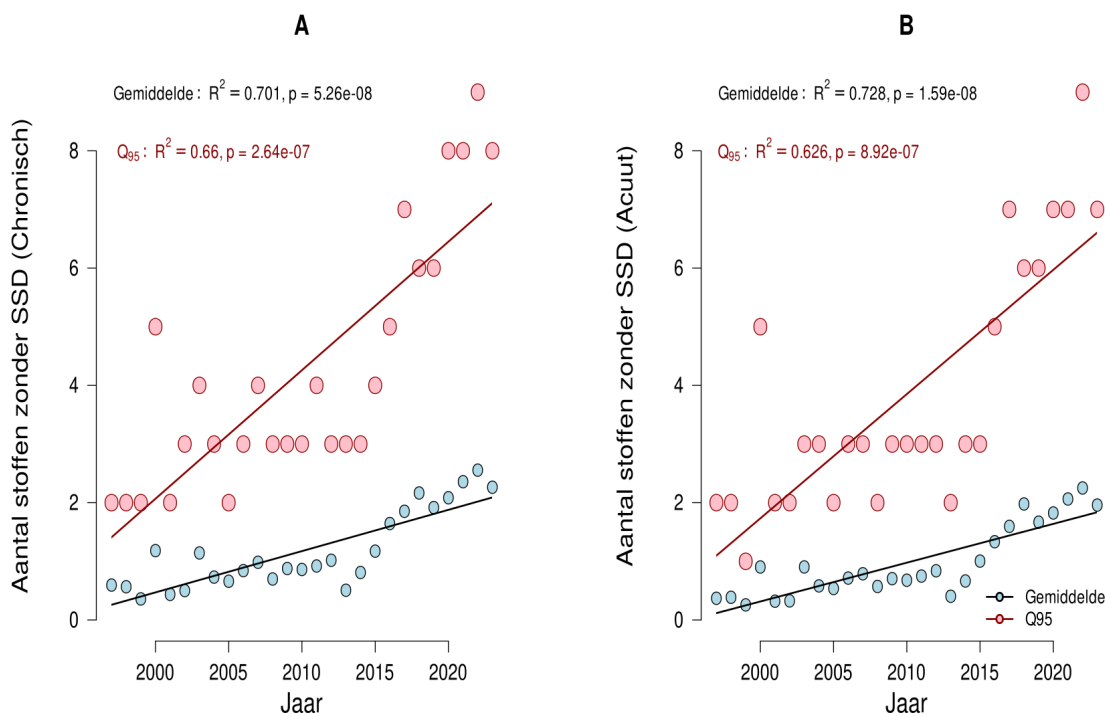 A
Gemiddelde : R² = 0.701, p = 5.26e-08
Q₉₅ : R² = 0.66, p = 2.64e-07
Aantal stoffen zonder SSD (Chronisch)
8
6
4
2
0
2000 2005 2010 2015 2020
Jaar
B
Gemiddelde : R² = 0.728, p = 1.59e-08
Q₉₅ : R² = 0.626, p = 8.92e-07
Aantal stoffen zonder SSD (Acuut)
8
6
4
2
0
Gemiddelde
Q95
2000 2005 2010 2015 2020
Jaar